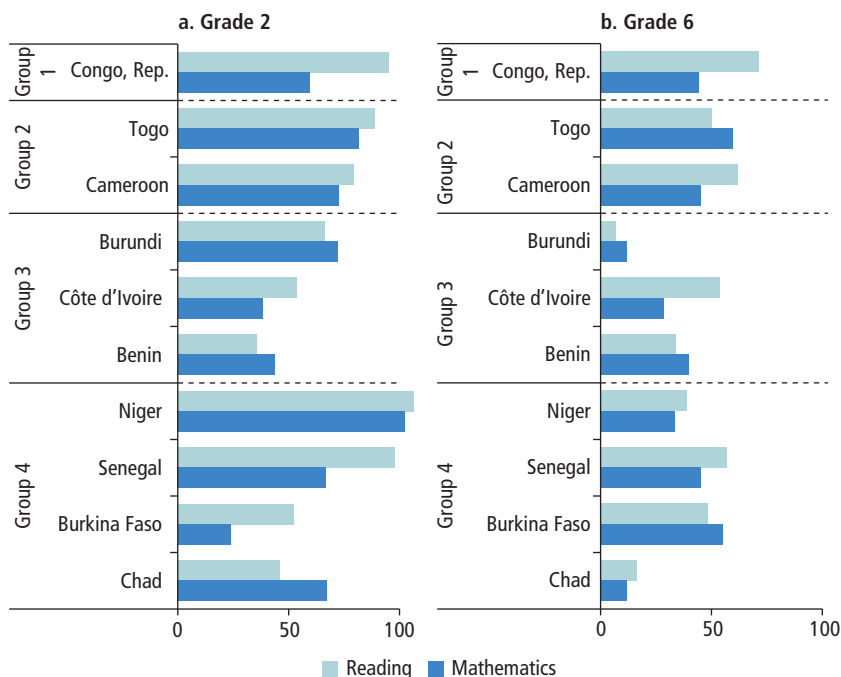 a. Grade 2
Group 1
Congo, Rep.
Group 2
Togo
Cameroon
Group 3
Burundi
Côte d’Ivoire
Benin
Group 4
Niger
Senegal
Burkina Faso
Chad
0 50 100
b. Grade 6
Group 1
Congo, Rep.
Group 2
Togo
Cameroon
Group 3
Burundi
Côte d’Ivoire
Benin
Group 4
Niger
Senegal
Burkina Faso
Chad
0 50 100
Reading Mathematics